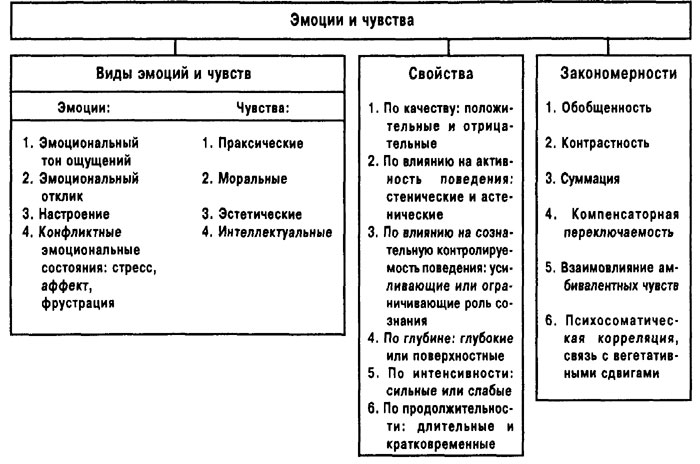 Эмоции и чувства
Виды эмоций и чувств
Эмоции:
1. Эмоциональный
тон ощущений
2. Эмоциональный
отклик
3. Настроение
4. Конфликтные
эмоциональные
состояния: стресс,
аффект,
фрустрация
Чувства:
1. Праксические
2. Моральные
3. Эстетические
4. Интеллектуальные
Свойства
1. По качеству: положи-
тельные и отрица-
тельные
2. По влиянию на актив-
ность поведения:
стенические и асте-
нические
3. По влиянию на созна-
тельную контролируе-
мость поведения: уси-
ливающие или огра-
ничивающие роль со-
знания
4. По глубине: глубокие
или поверхностные
5. По интенсивности:
сильные или слабые
6. По продолжительнос-
ти: длительные и
кратковременные
Закономерности
1. Обобщенность
2. Контрастность
3. Суммация
4. Компенсаторная
переключаемость
5. Взаимовлияние ам-
бивалентных чувств
6. Психосоматичес-
кая корреляция,
связь с вегетатив-
ными сдвигами